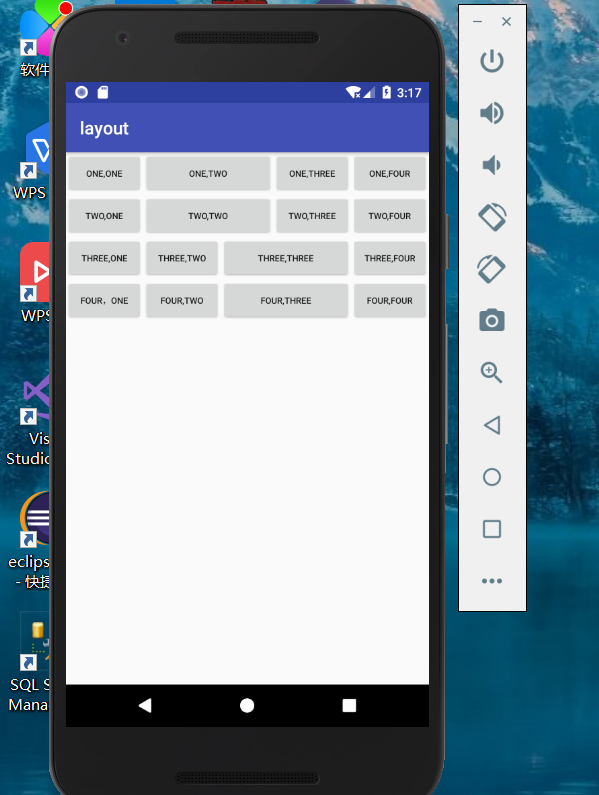 软件
WPS
WPS
Vis
Studio
eclips
- 快捷
SQL S
Mana
3:17
layout
ONE,ONE
ONE,TWO
ONE,THREE
ONE,FOUR
TWO,ONE
TWO,TWO
TWO,THREE
TWO,FOUR
THREE,ONE
THREE,TWO
THREE,THREE
THREE,FOUR
FOUR，ONE
FOUR,TWO
FOUR,THREE
FOUR,FOUR